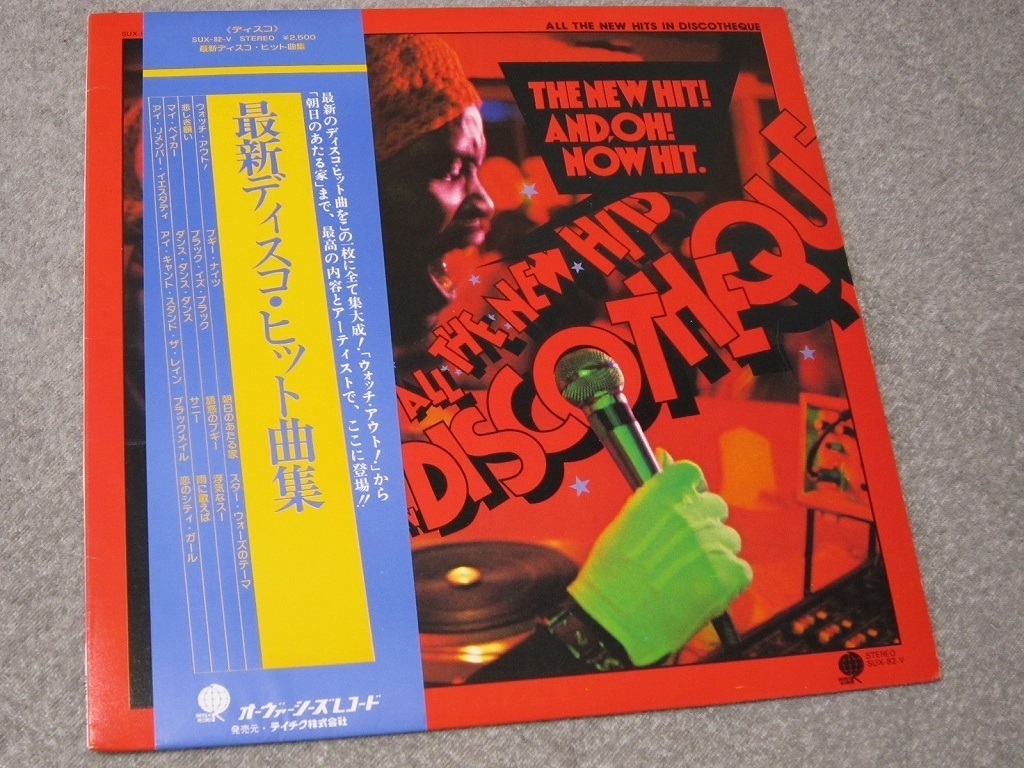 《ディスコ》
SUX-82-V STEREO ¥2,500
最新ディスコ・ヒット曲集
最新のディスコ・ヒット曲をこの一枚に全て集大成!「ウォッチ・アウト!」から
「朝日のあたる家」まで、最高の内容とアーティストで、ここに登場!!
最新ディスコ・ヒット曲集
ウォッチ・アウト!
悲しき願い
マイ・ベイカー
アイ・リメンバー・イエスタデイ
ブギー・ナイツ
ブラック・イズ・ブラック
ダンス・ダンス・ダンス
アイ・キャント・スタンド・ザ・レイン
朝日のあたる家
誘惑のブギー
サニー
ブラックメイル
スター・ウォーズのテーマ
浮気なスー
雨に歌えば
恋のシティ・ガール
オーヴァーシーズレコード
発売元・テイチク株式会社
ALL THE NEW HITS IN DISCOTHEQUE
THE NEW HIT!
AND, OH!
NOW HIT.
ALL THE NEW HITS
DISCOTHEQUE
STEREO
SUX-82-V